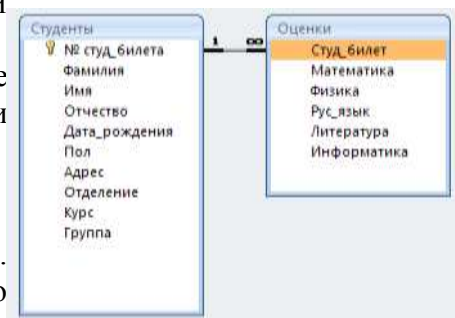 и
е
и
.
о
Студенты
№ студ_билета
Фамилия
Имя
Отчество
Дата_рождения
Пол
Адрес
Отделение
Курс
Группа
1 ∞
Оценки
Студ_билет
Математика
Физика
Рус_язык
Литература
Информатика